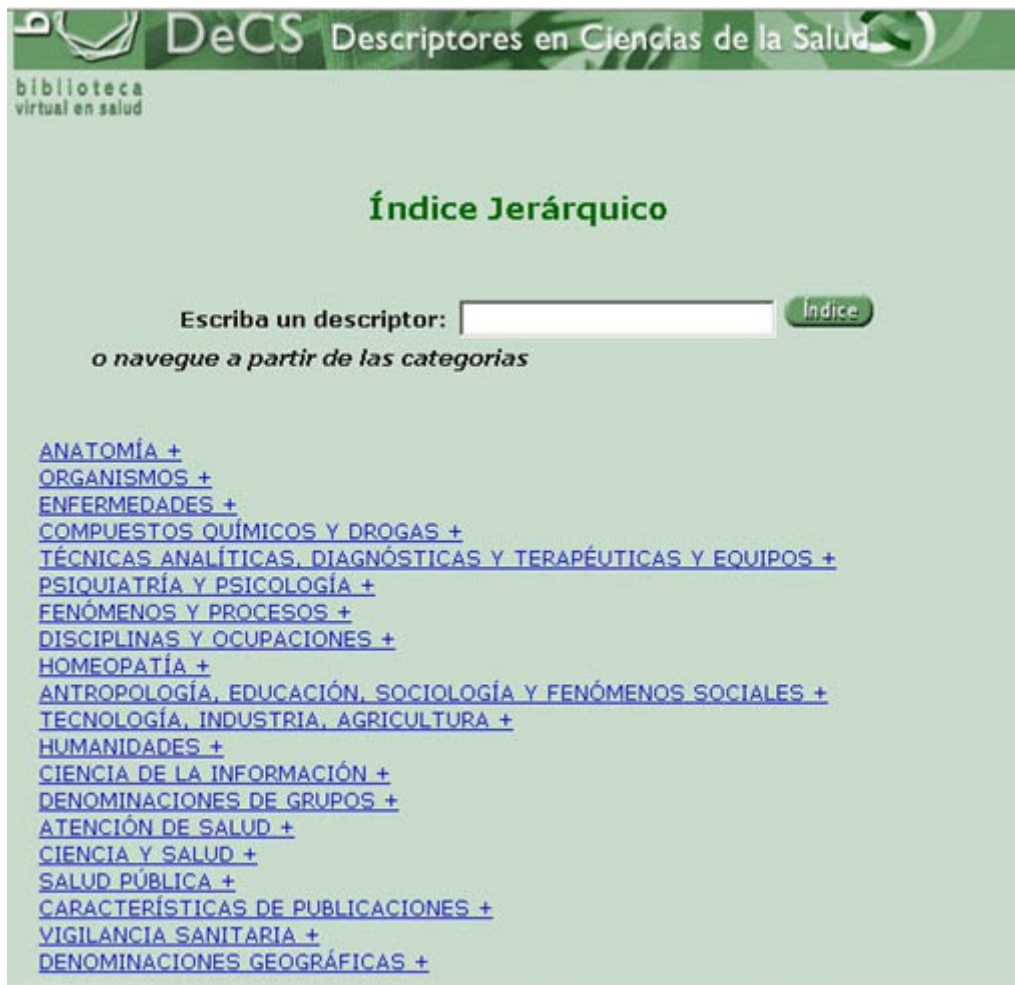 DeCS Descriptores en Ciencias de la Salud
biblioteca
virtual en salud
Índice Jerárquico
Escriba un descriptor: Índice
o navegue a partir de las categorias
ANATOMÍA +
ORGANISMOS +
ENFERMEDADES +
COMPUESTOS QUÍMICOS Y DROGAS +
TÉCNICAS ANALÍTICAS, DIAGNÓSTICAS Y TERAPÉUTICAS Y EQUIPOS +
PSIQUIATRÍA Y PSICOLOGÍA +
FENÓMENOS Y PROCESOS +
DISCIPLINAS Y OCUPACIONES +
HOMEOPATÍA +
ANTROPOLOGÍA, EDUCACIÓN, SOCIOLOGÍA Y FENÓMENOS SOCIALES +
TECNOLOGÍA, INDUSTRIA, AGRICULTURA +
HUMANIDADES +
CIENCIA DE LA INFORMACIÓN +
DENOMINACIONES DE GRUPOS +
ATENCIÓN DE SALUD +
CIENCIA Y SALUD +
SALUD PÚBLICA +
CARACTERÍSTICAS DE PUBLICACIONES +
VIGILANCIA SANITARIA +
DENOMINACIONES GEOGRÁFICAS +